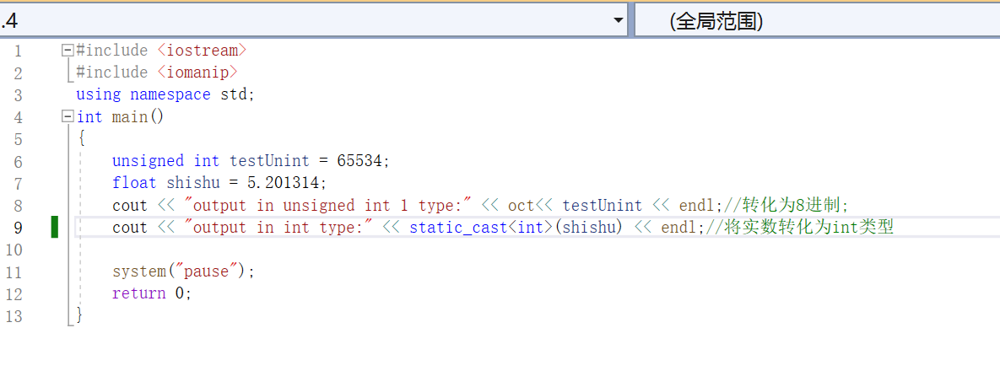 .4 (全局范围)
1 #include <iostream>
2 #include <iomanip>
3 using namespace std;
4 int main()
5 {
6 unsigned int testUnint = 65534;
7 float shishu = 5.201314;
8 cout << "output in unsigned int 1 type:" << oct<< testUnint << endl;//转化为8进制;
9 cout << "output in int type:" << static_cast<int>(shishu) << endl;//将实数转化为int类型
10
11 system("pause");
12 return 0;
13 }